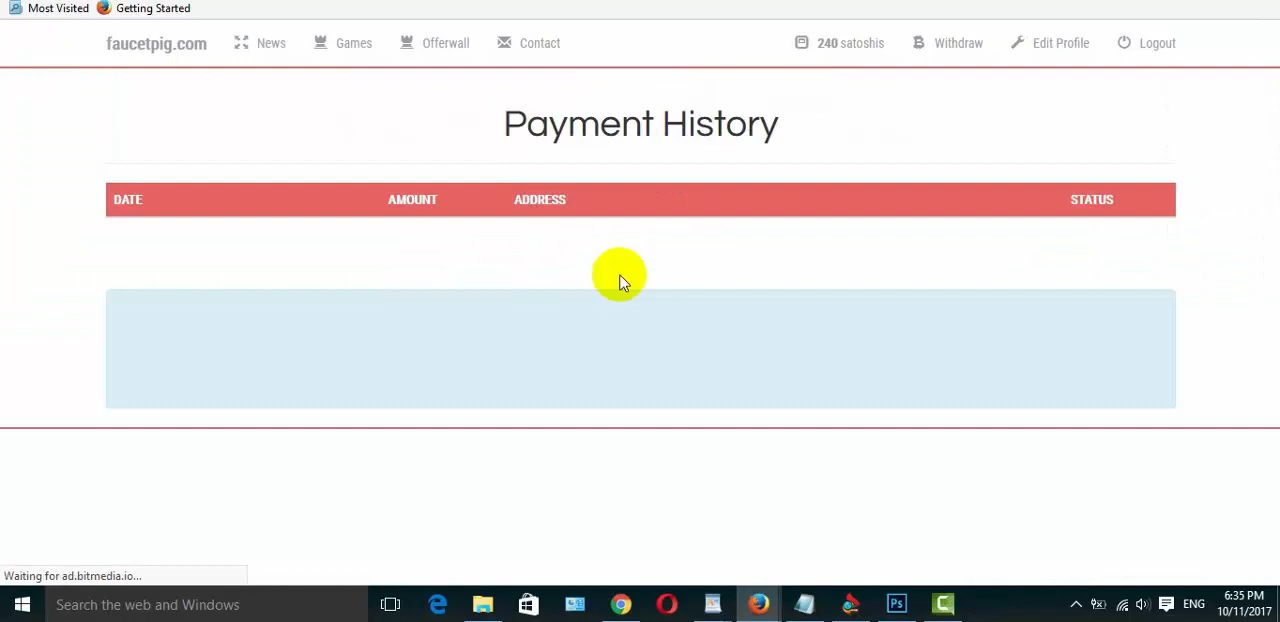 Most Visited Getting Started
faucetpig.com News Games Offerwall Contact 240 satoshis Withdraw Edit Profile Logout
Payment History
DATE AMOUNT ADDRESS STATUS
Waiting for ad.bitmedia.io...
Search the web and Windows
Ps
C
ENG
6:35 PM
10/11/2017